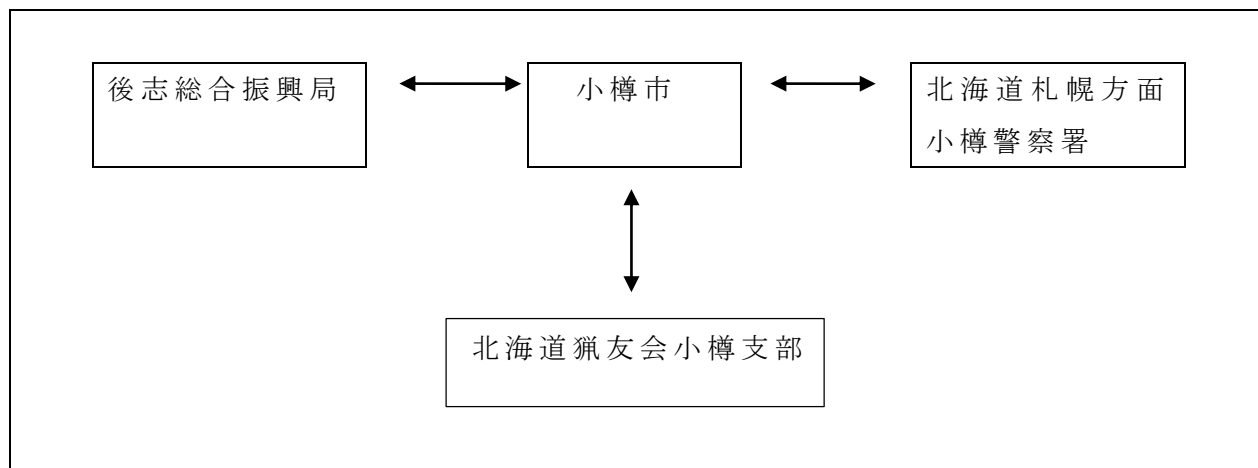 後志総合振興局
小樽市
北海道札幌方面
小樽警察署
北海道猟友会小樽支部